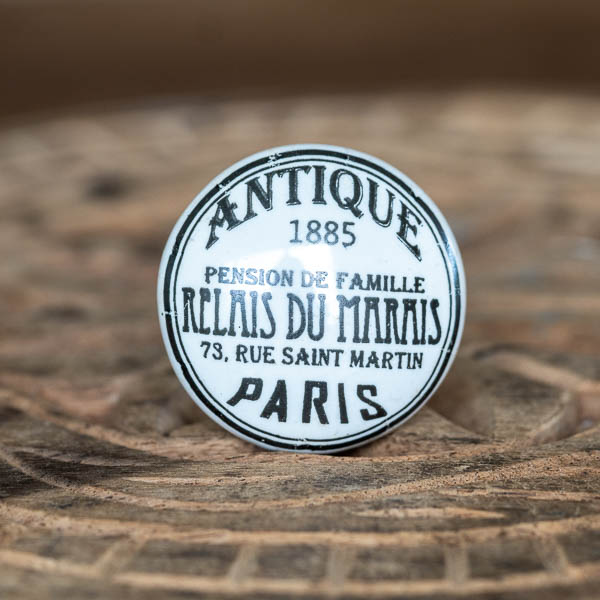 ANTIQUE
1885
PENSION DE FAMILLE
RELAIS DU MARAIS
73, RUE SAINT MARTIN
PARIS